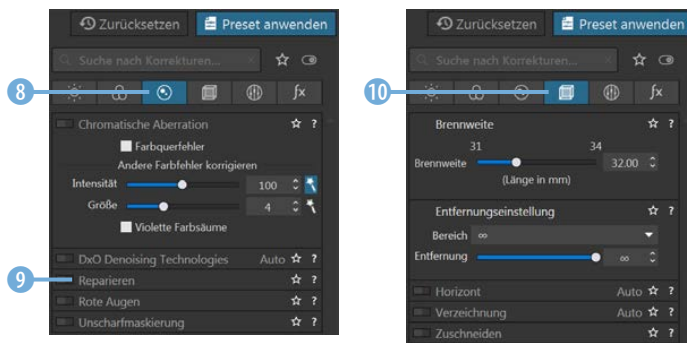 Zurücksetzen Preset anwenden
Suche nach Korrekturen...
8
fx
Chromatische Aberration ?
Farbquerfehler
Andere Farbfehler korrigieren
Intensität 100
Größe 4
Violette Farbsäume
DxO Denoising Technologies Auto ?
9 Reparieren ?
Rote Augen ?
Unscharfmaskierung ?
Zurücksetzen Preset anwenden
Suche nach Korrekturen...
10
fx
Brennweite ?
31 34
Brennweite 32.00
(Länge in mm)
Entfernungseinstellung ?
Bereich ∞
Entfernung ∞
Horizont Auto ?
Verzeichnung Auto ?
Zuschneiden ?